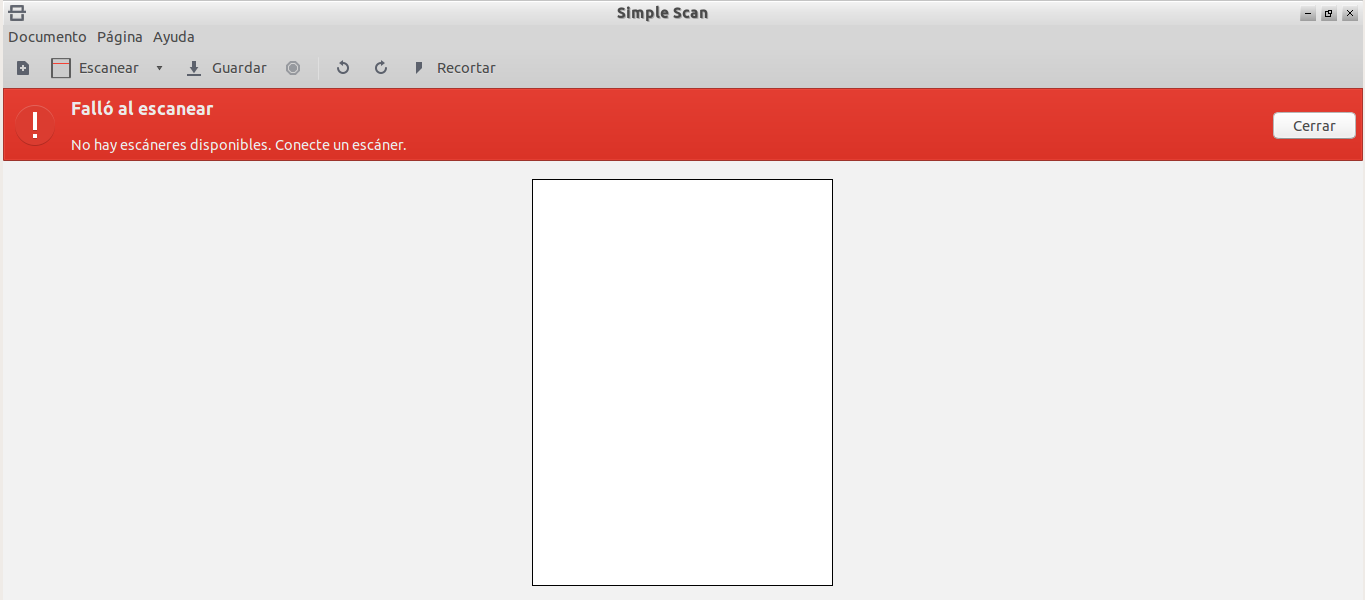 Simple Scan
Documento Página Ayuda
Escanear Guardar Recortar
Falló al escanear
No hay escáneres disponibles. Conecte un escáner.
Cerrar